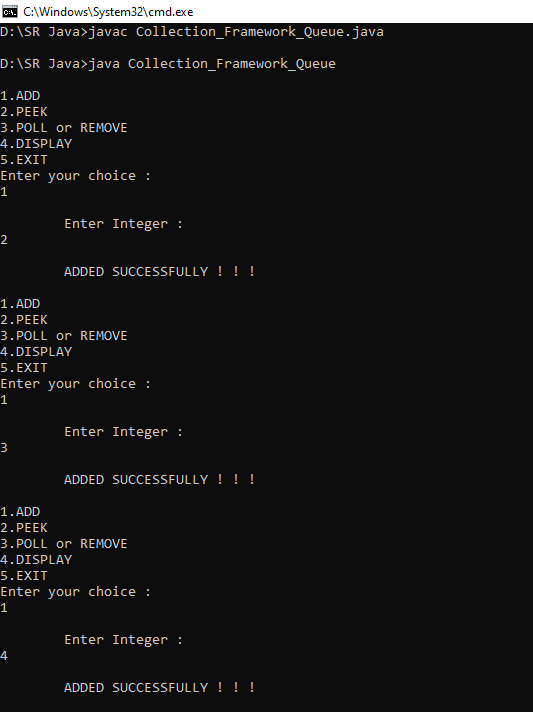 C:\Windows\System32\cmd.exe
D:\SR Java>javac Collection_Framework_Queue.java
D:\SR Java>java Collection_Framework_Queue
1.ADD
2.PEEK
3.POLL or REMOVE
4.DISPLAY
5.EXIT
Enter your choice :
1
Enter Integer :
2
ADDED SUCCESSFULLY ! ! !
1.ADD
2.PEEK
3.POLL or REMOVE
4.DISPLAY
5.EXIT
Enter your choice :
1
Enter Integer :
3
ADDED SUCCESSFULLY ! ! !
1.ADD
2.PEEK
3.POLL or REMOVE
4.DISPLAY
5.EXIT
Enter your choice :
1
Enter Integer :
4
ADDED SUCCESSFULLY ! ! !